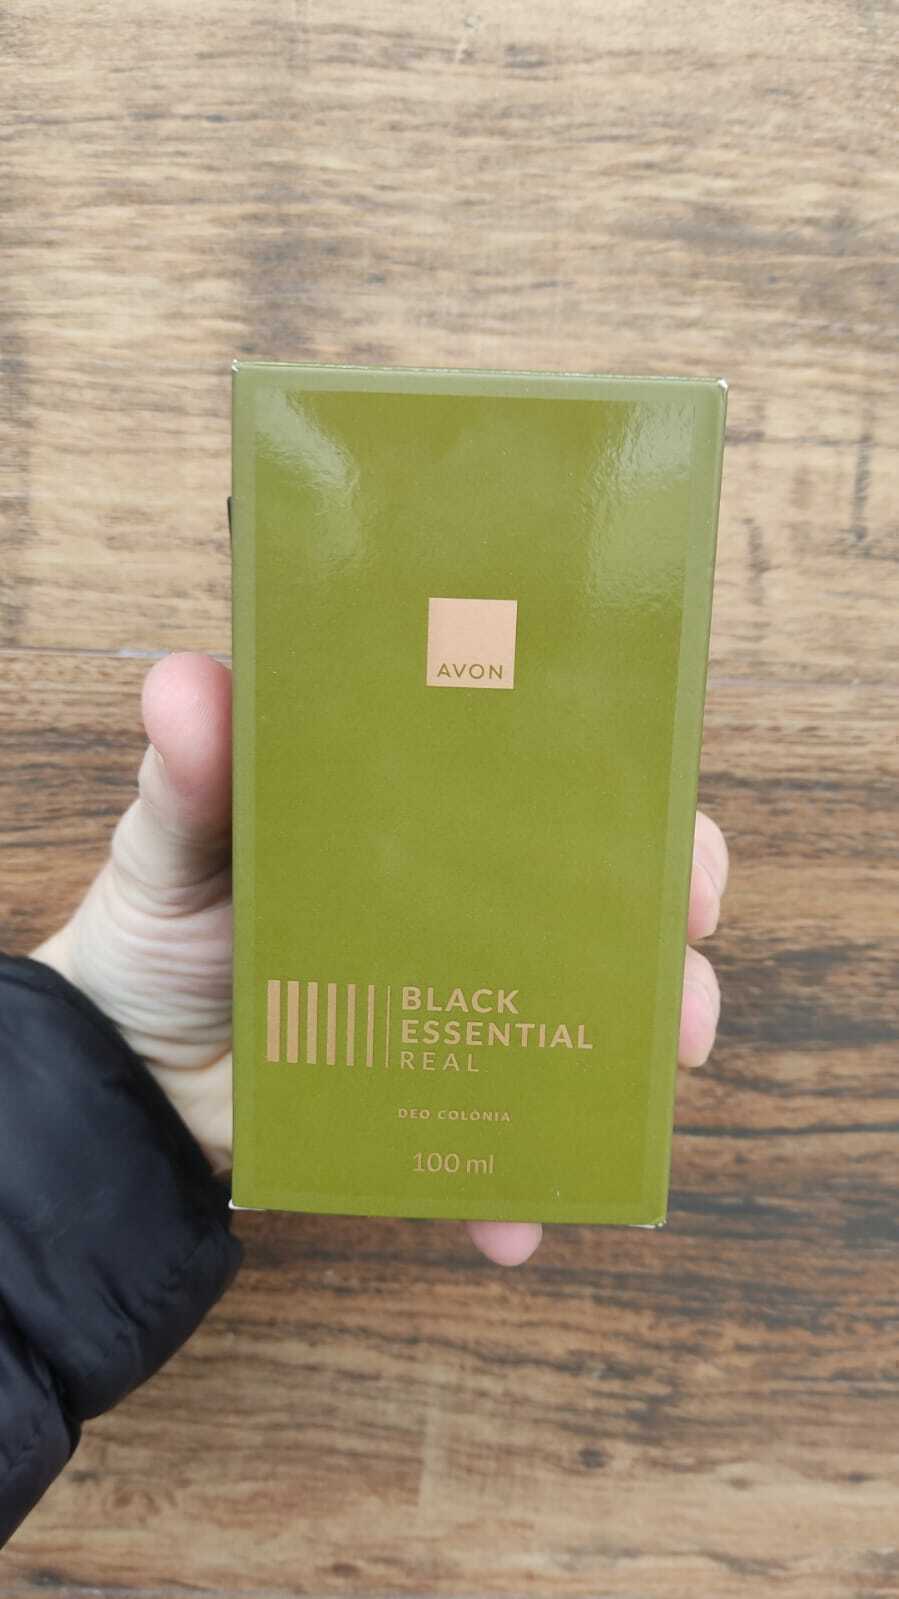 AVON
BLACK
ESSENTIAL
REAL
DEO COLÔNIA
100 ml